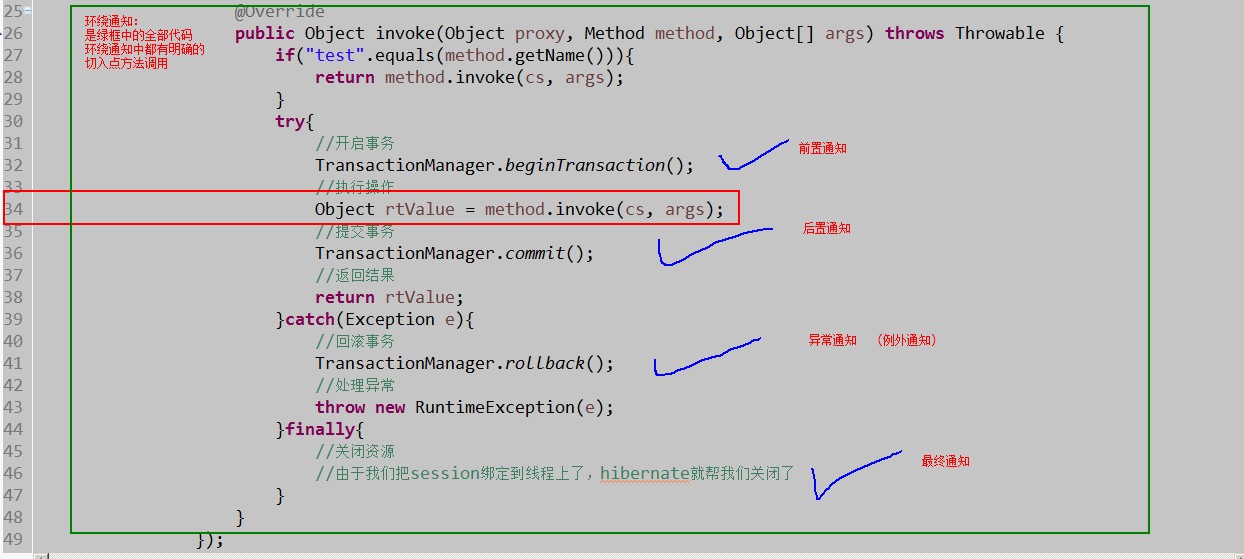 25 @Override
环绕通知:
是绿框中的全部代码
环绕通知中都有明确的
切入点方法调用
26 public Object invoke(Object proxy, Method method, Object[] args) throws Throwable {
27 if("test".equals(method.getName())){
28 return method.invoke(cs, args);
29 }
30 try{
31 //开启事务
32 TransactionManager.beginTransaction();
前置通知
33 //执行操作
34 Object rtValue = method.invoke(cs, args);
35 //提交事务
后置通知
36 TransactionManager.commit();
37 //返回结果
38 return rtValue;
39 }catch(Exception e){
40 //回滚事务
异常通知 （例外通知）
41 TransactionManager.rollback();
42 //处理异常
43 throw new RuntimeException(e);
44 }finally{
45 //关闭资源
46 //由于我们把session绑定到线程上了，hibernate就帮我们关闭了
最终通知
47 }
48 }
49 });